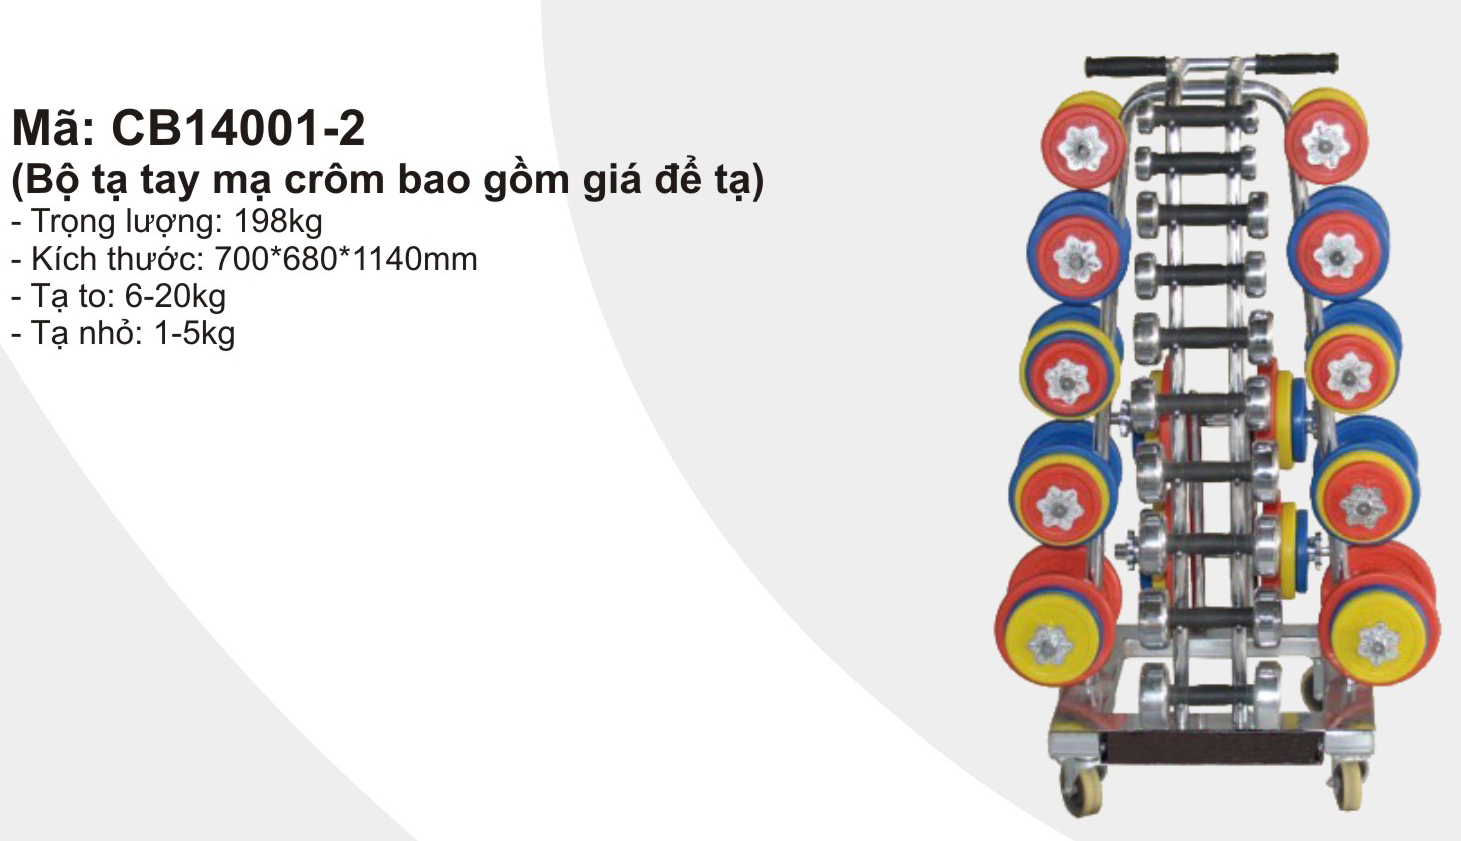 Mã: CB14001-2
(Bộ tạ tay mạ crôm bao gồm giá để tạ)
- Trọng lượng: 198kg
- Kích thước: 700*680*1140mm
- Tạ to: 6-20kg
- Tạ nhỏ: 1-5kg